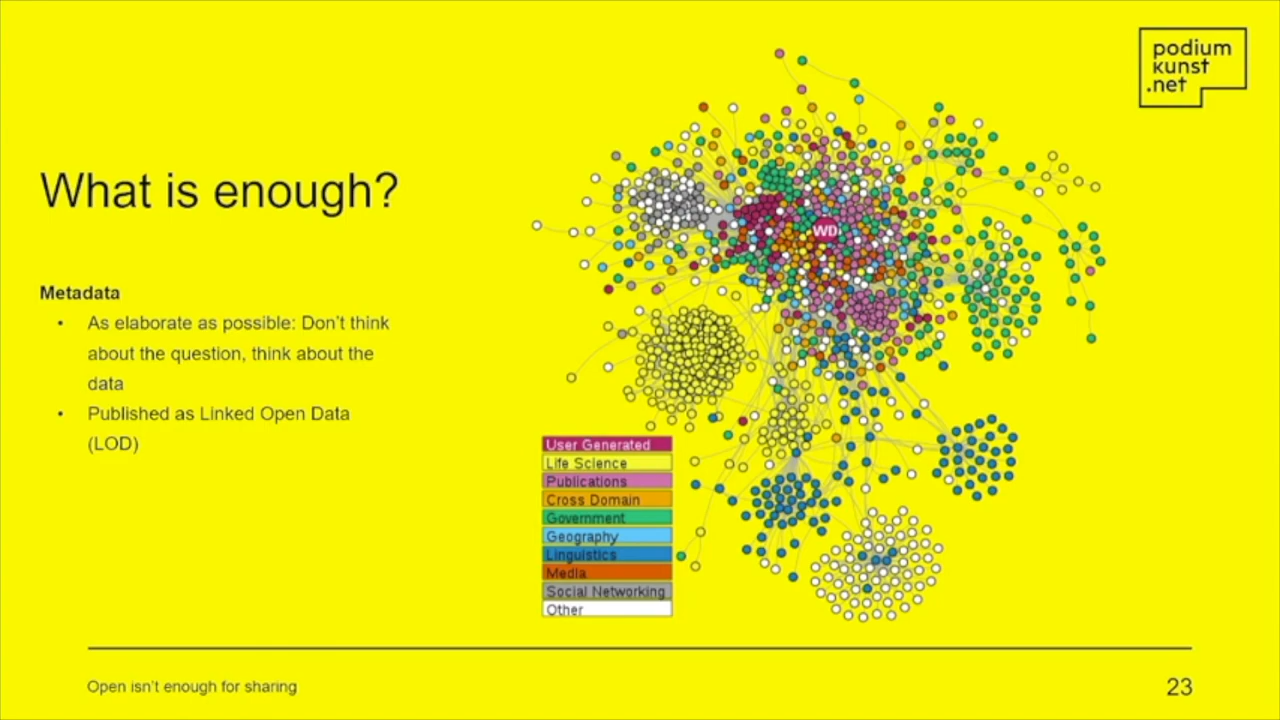 podium
kunst
.net
What is enough?
Metadata
• As elaborate as possible: Don't think
about the question, think about the
data
• Published as Linked Open Data
(LOD)
WD
User Generated
Life Science
Publications
Cross Domain
Government
Geography
Linguistics
Media
Social Networking
Other
Open isn't enough for sharing
23